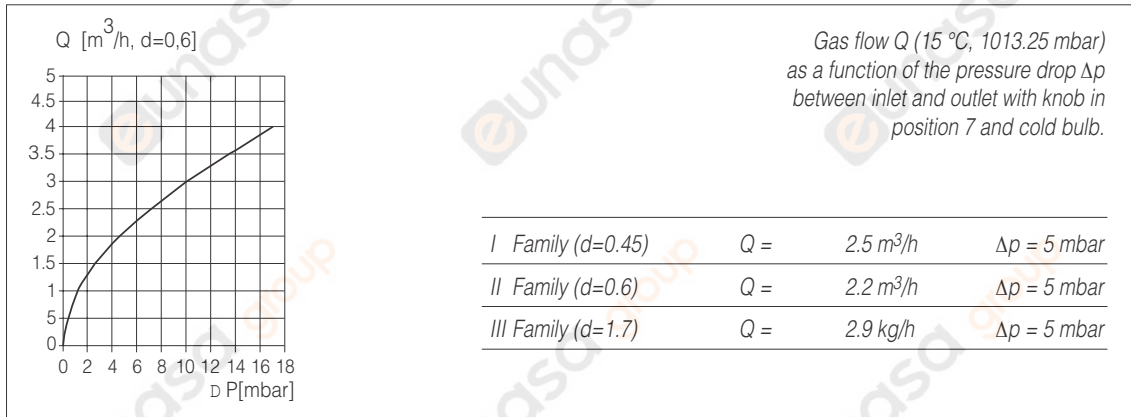 Q [m³/h, d=0,6]
5
4.5
4
3.5
3
2.5
2
1.5
1
5
0
0 2 4 6 8 10 12 14 16 18
D P[mbar]
Gas flow Q (15 °C, 1013.25 mbar)
as a function of the pressure drop Δp
between inlet and outlet with knob in
position 7 and cold bulb.
I Family (d=0.45) Q = 2.5 m³/h Δp = 5 mbar
II Family (d=0.6) Q = 2.2 m³/h Δp = 5 mbar
III Family (d=1.7) Q = 2.9 kg/h Δp = 5 mbar
eunasa group